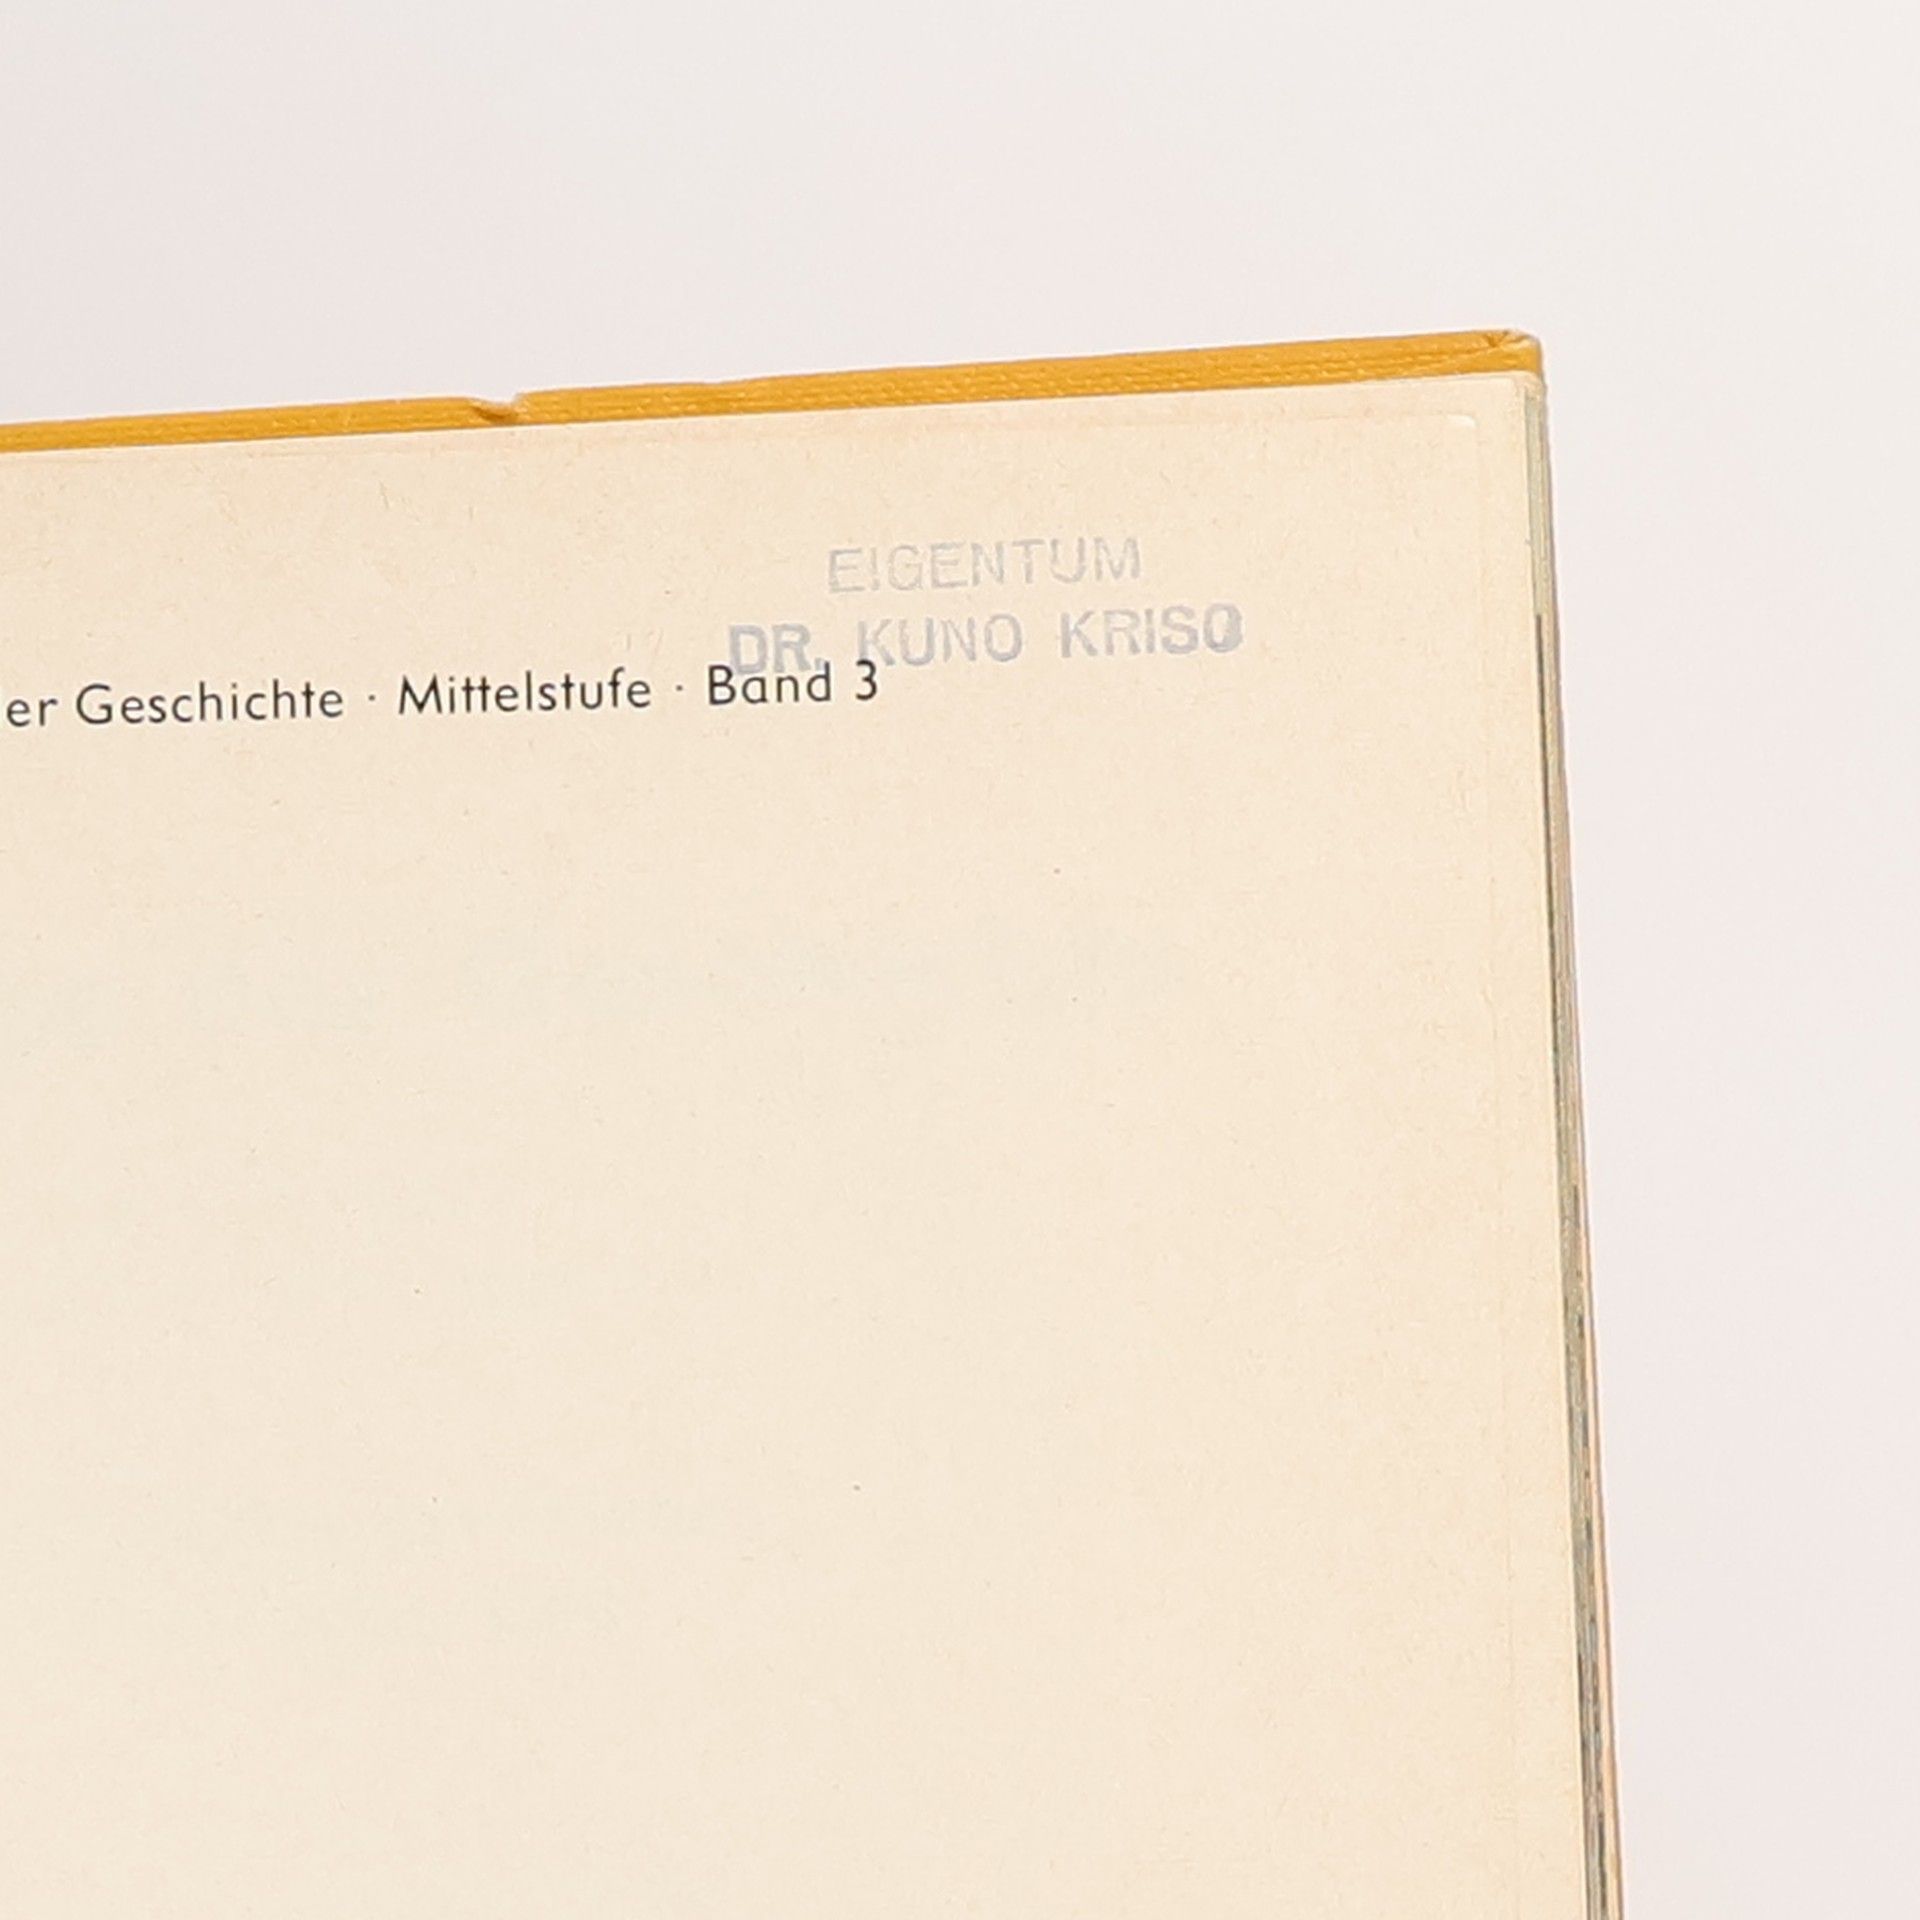 EIGENTUM
DR. KUNO KRISO
er Geschichte · Mittelstufe · Band 3